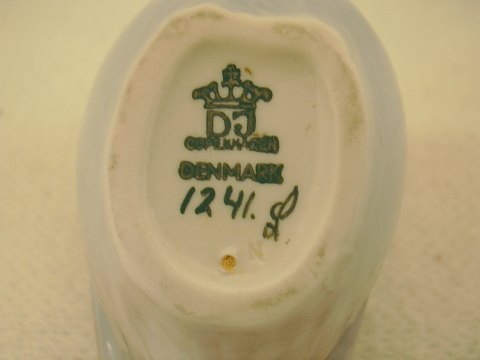 DJ
COPENHAGEN
DENMARK
1241. L